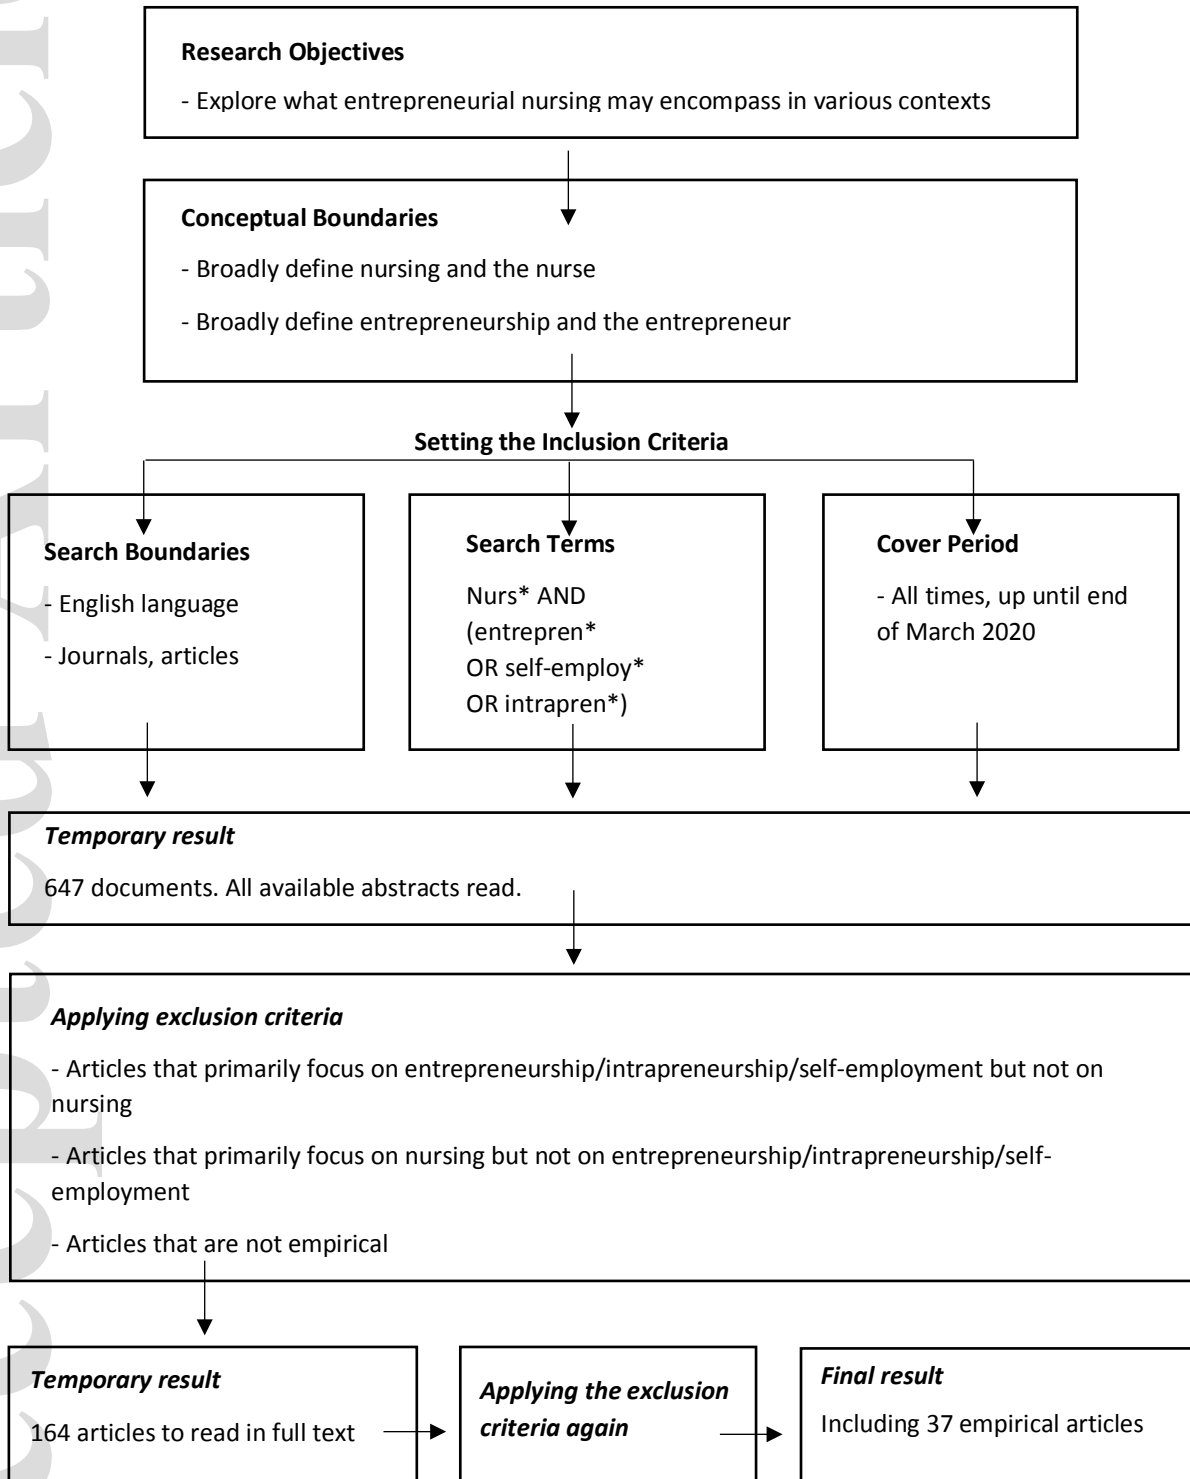 Research Objectives
- Explore what entrepreneurial nursing may encompass in various contexts
Conceptual Boundaries
- Broadly define nursing and the nurse
- Broadly define entrepreneurship and the entrepreneur
Setting the Inclusion Criteria
Search Boundaries
- English language
- Journals, articles
Search Terms
Nurs* AND
(entrepren*
OR self-employ*
OR intrapren*)
Cover Period
- All times, up until end
of March 2020
Temporary result
647 documents. All available abstracts read.
Applying exclusion criteria
- Articles that primarily focus on entrepreneurship/intrapreneurship/self-employment but not on
nursing
- Articles that primarily focus on nursing but not on entrepreneurship/intrapreneurship/self-
employment
- Articles that are not empirical
Temporary result
164 articles to read in full text
Applying the exclusion
criteria again
Final result
Including 37 empirical articles